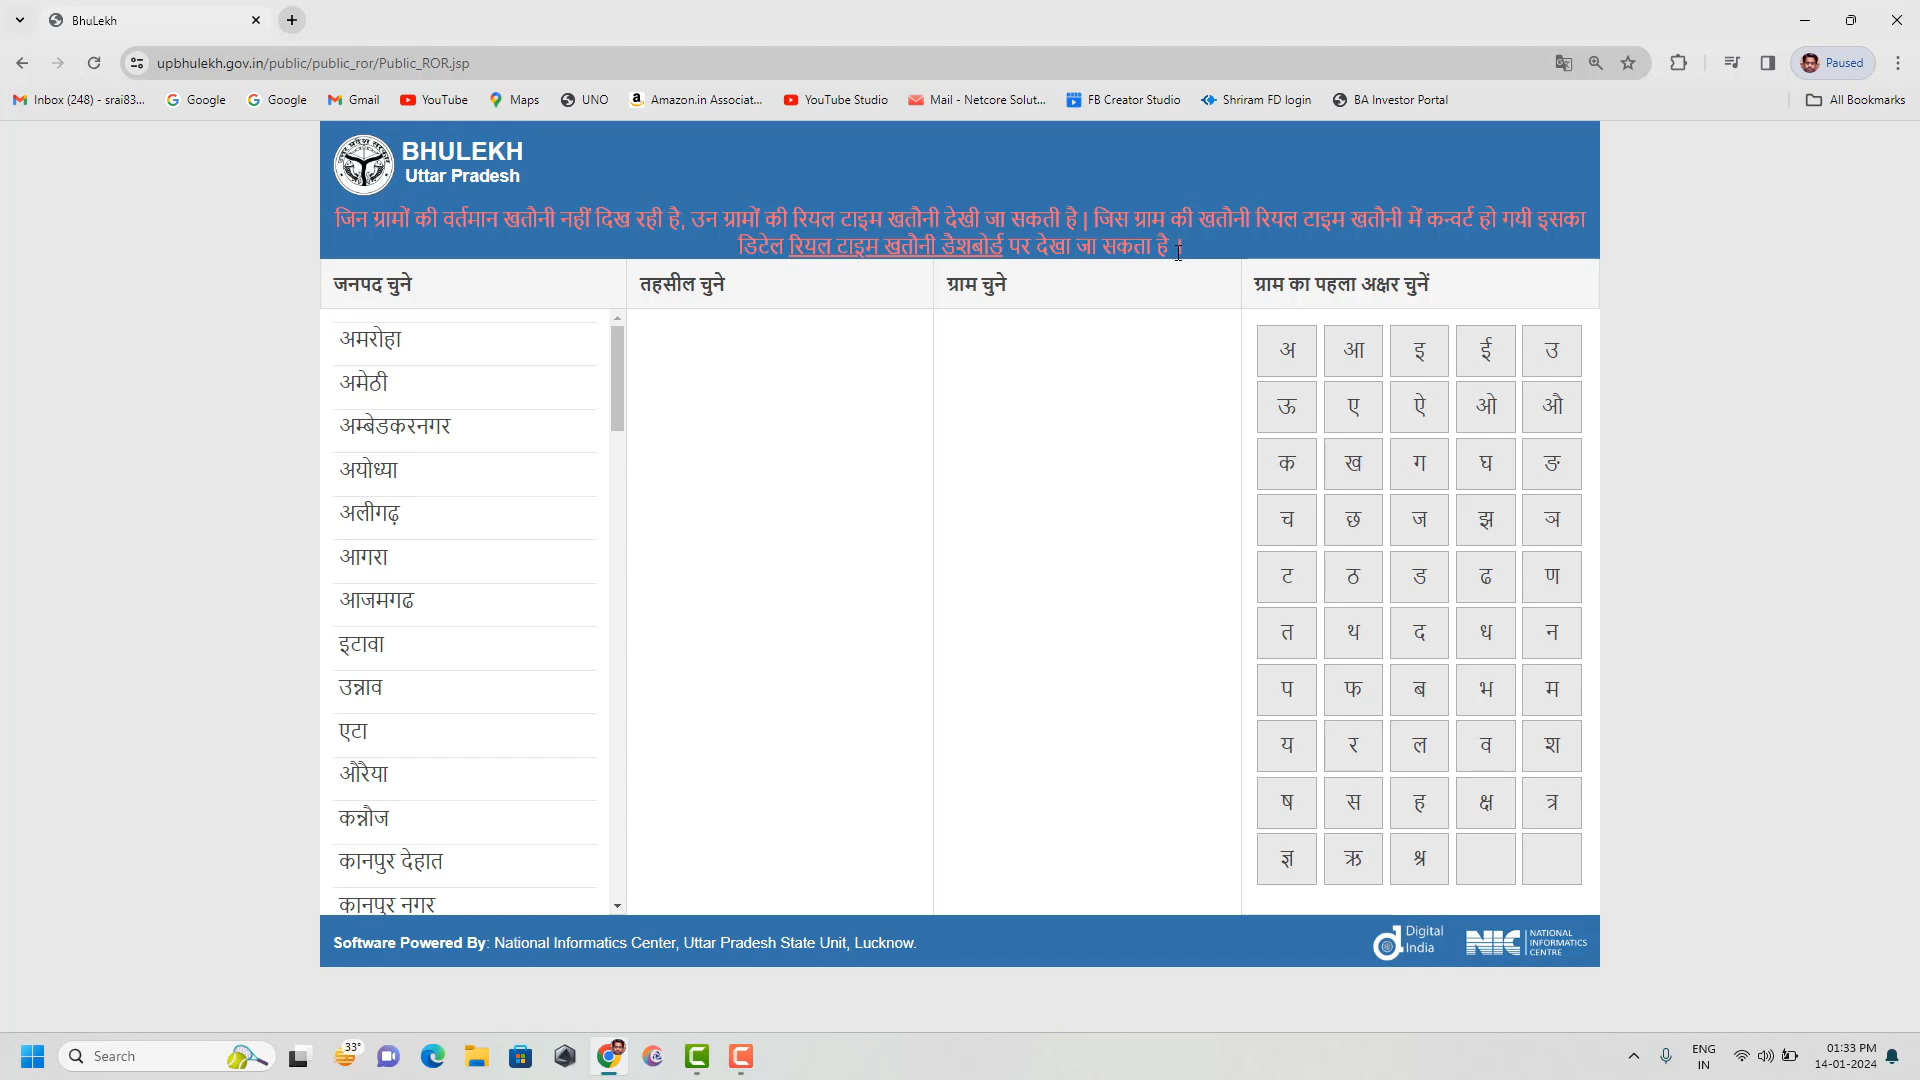 BhuLekh
upbhulekh.gov.in/public/public_ror/Public_ROR.jsp
Paused
Inbox (248) - srai83...
Google
Google
Gmail
YouTube
Maps
UNO
Amazon.in Associat...
YouTube Studio
Mail - Netcore Solut...
FB Creator Studio
Shriram FD login
BA Investor Portal
All Bookmarks
BHULEKH
Uttar Pradesh
जिन ग्रामों की वर्तमान खतौनी नहीं दिख रही है, उन ग्रामों की रियल टाइम खतौनी देखी जा सकती है | जिस ग्राम की खतौनी रियल टाइम खतौनी में कन्वर्ट हो गयी इसका
डिटेल रियल टाइम खतौनी डैशबोर्ड पर देखा जा सकता है |
जनपद चुने
तहसील चुने
ग्राम चुने
ग्राम का पहला अक्षर चुनें
अमरोहा
अमेठी
अम्बेडकरनगर
अयोध्या
अलीगढ़
आगरा
आजमगढ
इटावा
उन्नाव
एटा
औरैया
कन्नौज
कानपुर देहात
कानपुर नगर
अ आ इ ई उ
ऊ ए ऐ ओ औ
क ख ग घ ङ
च छ ज झ ञ
ट ठ ड ढ ण
त थ द ध न
प फ ब भ म
य र ल व श
ष स ह क्ष त्र
ज्ञ ऋ श्र
Software Powered By: National Informatics Center, Uttar Pradesh State Unit, Lucknow.
Digital
India
NIC
NATIONAL
INFORMATICS
CENTRE
Search
33°
ENG
IN
01:33 PM
14-01-2024